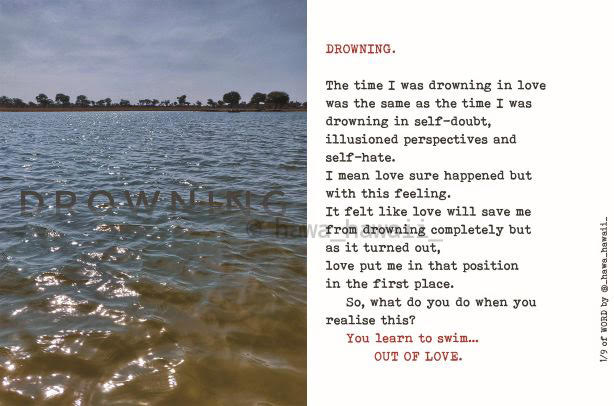 DROWNING
DROWNING.
The time I was drowning in love
was the same as the time I was
drowning in self-doubt,
illusioned perspectives and
self-hate.
I mean love sure happened but
with this feeling.
It felt like love will save me
from drowning completely but
as it turned out,
love put me in that position
in the first place.
So, what do you do when you
realise this?
You learn to swim...
OUT OF LOVE.
© hawa_hawaii_
1/9 of WORD by @_hawa_hawaii_